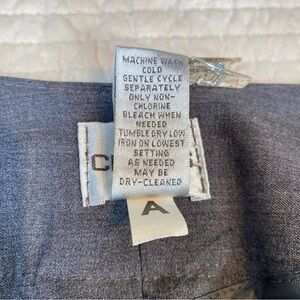 MACHINE WASH
COLD
GENTLE CYCLE
SEPARATELY
ONLY NON-
CHLORINE
BLEACH WHEN
NEEDED
TUMBLE DRY LOW
IRON ON LOWEST
SETTING
AS NEEDED
MAY BE
DRY-CLEANED
A